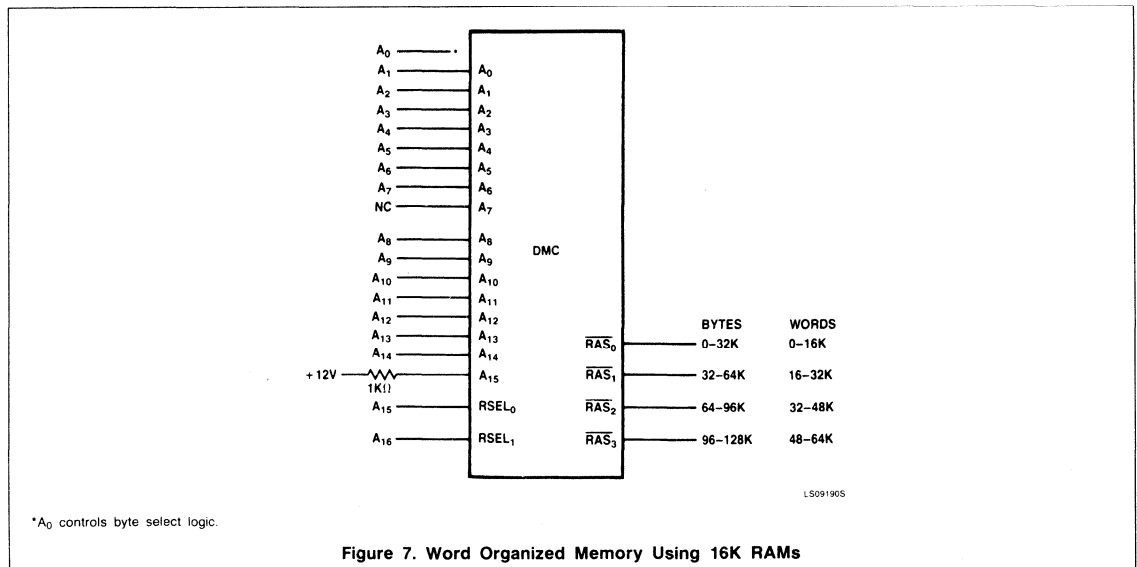 A0 *
A1 A0
A2 A1
A3 A2
A4 A3
A5 A4
A6 A5
A7 A6
NC A7
A8 A8
A9 A9
DMC
A10 A10
A11 A11
A12 A12
BYTES WORDS
A13 A13
RAS0 0–32K 0–16K
A14 A14
+12V 1KΩ A15
RAS1 32–64K 16–32K
A15 RSEL0
RAS2 64–96K 32–48K
A16 RSEL1
RAS3 96–128K 48–64K
LS09190S
*A0 controls byte select logic.
Figure 7. Word Organized Memory Using 16K RAMs